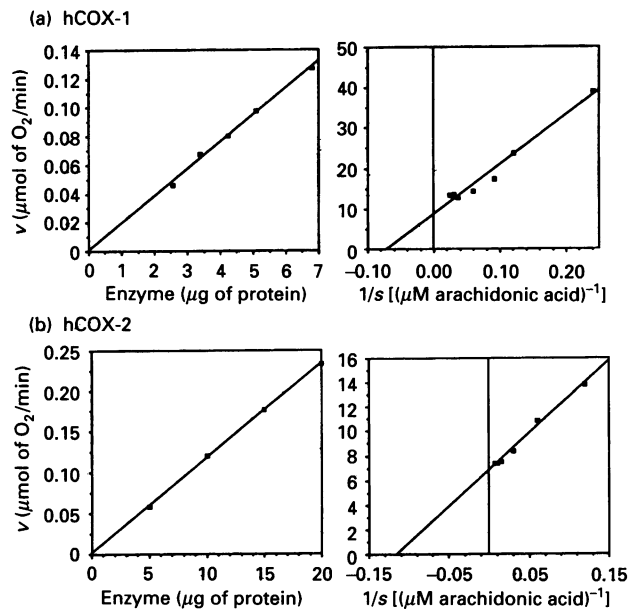 (a) hCOX-1
0.14
0.12
0.10
0.08
0.06
0.04
0.02
0
v (μmol of O2/min)
0 1 2 3 4 5 6 7
Enzyme (μg of protein)
50
40
30
20
10
0
−0.10 0.00 0.10 0.20
1/s [(μM arachidonic acid)−1]
(b) hCOX-2
0.25
0.20
0.15
0.10
0.05
0
v (μmol of O2/min)
0 5 10 15 20
Enzyme (μg of protein)
16
14
12
10
8
6
4
2
0
−0.15 −0.05 0.05 0.15
1/s [(μM arachidonic acid)−1]